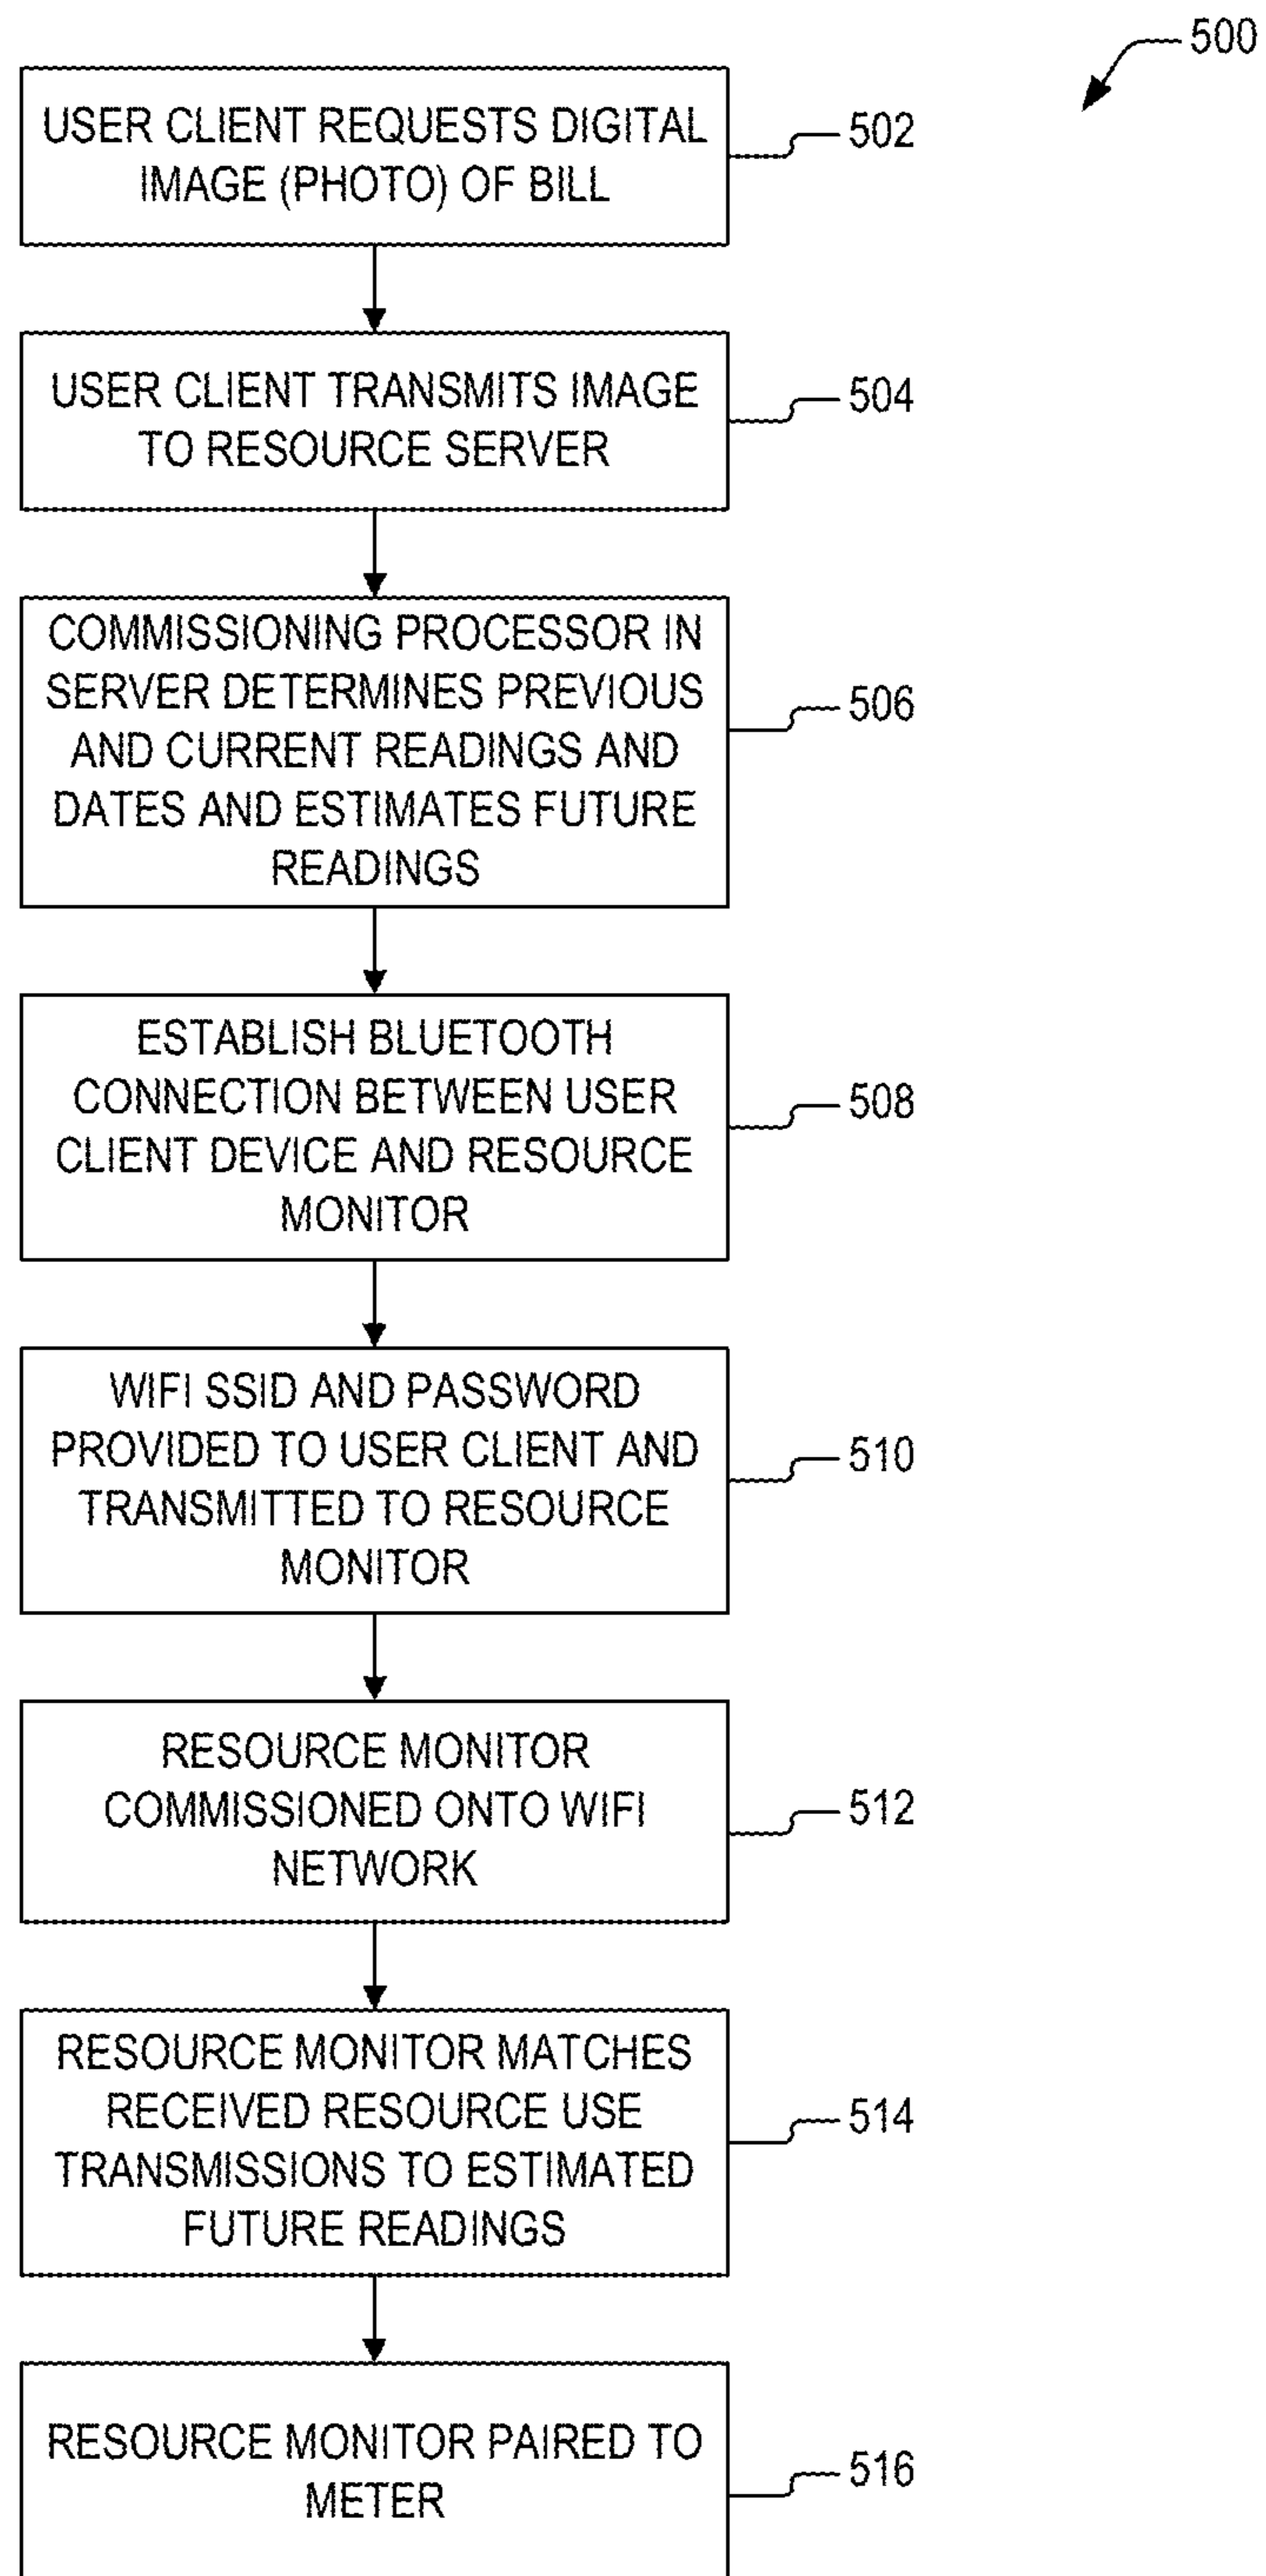 500
USER CLIENT REQUESTS DIGITAL
IMAGE (PHOTO) OF BILL
502
USER CLIENT TRANSMITS IMAGE
TO RESOURCE SERVER
504
COMMISSIONING PROCESSOR IN
SERVER DETERMINES PREVIOUS
AND CURRENT READINGS AND
DATES AND ESTIMATES FUTURE
READINGS
506
ESTABLISH BLUETOOTH
CONNECTION BETWEEN USER
CLIENT DEVICE AND RESOURCE
MONITOR
508
WIFI SSID AND PASSWORD
PROVIDED TO USER CLIENT AND
TRANSMITTED TO RESOURCE
MONITOR
510
RESOURCE MONITOR
COMMISSIONED ONTO WIFI
NETWORK
512
RESOURCE MONITOR MATCHES
RECEIVED RESOURCE USE
TRANSMISSIONS TO ESTIMATED
FUTURE READINGS
514
RESOURCE MONITOR PAIRED TO
METER
516